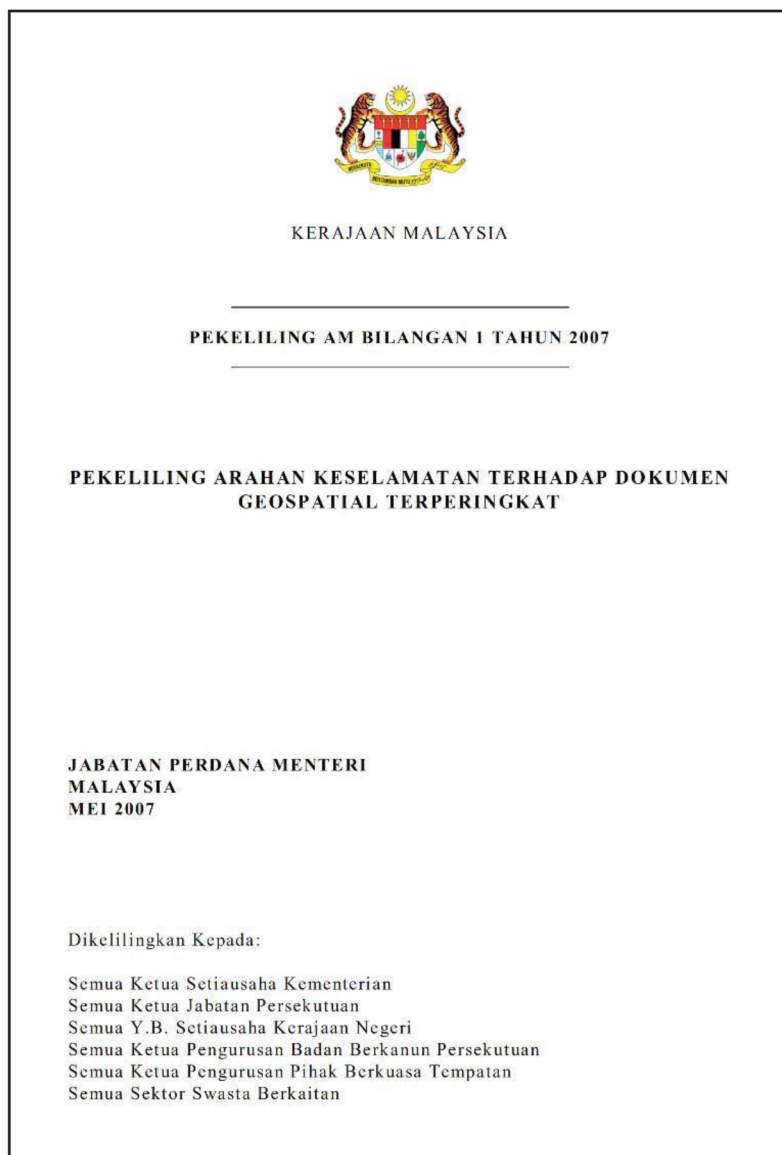 KERAJAAN MALAYSIA
PEKELILING AM BILANGAN 1 TAHUN 2007
PEKELILING ARAHAN KESELAMATAN TERHADAP DOKUMEN
GEOSPATIAL TERPERINGKAT
JABATAN PERDANA MENTERI
MALAYSIA
MEI 2007
Dikelilingkan Kepada:
Semua Ketua Setiausaha Kementerian
Semua Ketua Jabatan Persekutuan
Semua Y.B. Setiausaha Kerajaan Negeri
Semua Ketua Pengurusan Badan Berkanun Persekutuan
Semua Ketua Pengurusan Pihak Berkuasa Tempatan
Semua Sektor Swasta Berkaitan